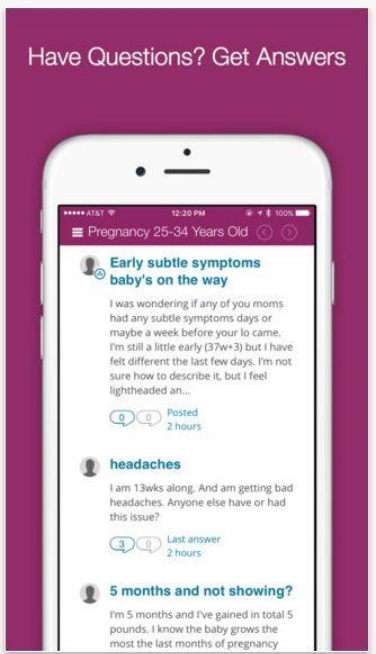 Have Questions? Get Answers
AT&T 12:20 PM 100%
Pregnancy 25-34 Years Old
Early subtle symptoms
baby's on the way
I was wondering if any of you moms
had any subtle symptoms days or
maybe a week before your lo came.
I'm still a little early (37w+3) but I have
felt different the last few days. I'm not
sure how to describe it, but I feel
lightheaded an...
0 0 Posted
2 hours
headaches
I am 13wks along. And am getting bad
headaches. Anyone else have or had
this issue?
3 0 Last answer
2 hours
5 months and not showing?
I'm 5 months and I've gained in total 5
pounds. I know the baby grows the
most the last months of pregnancy